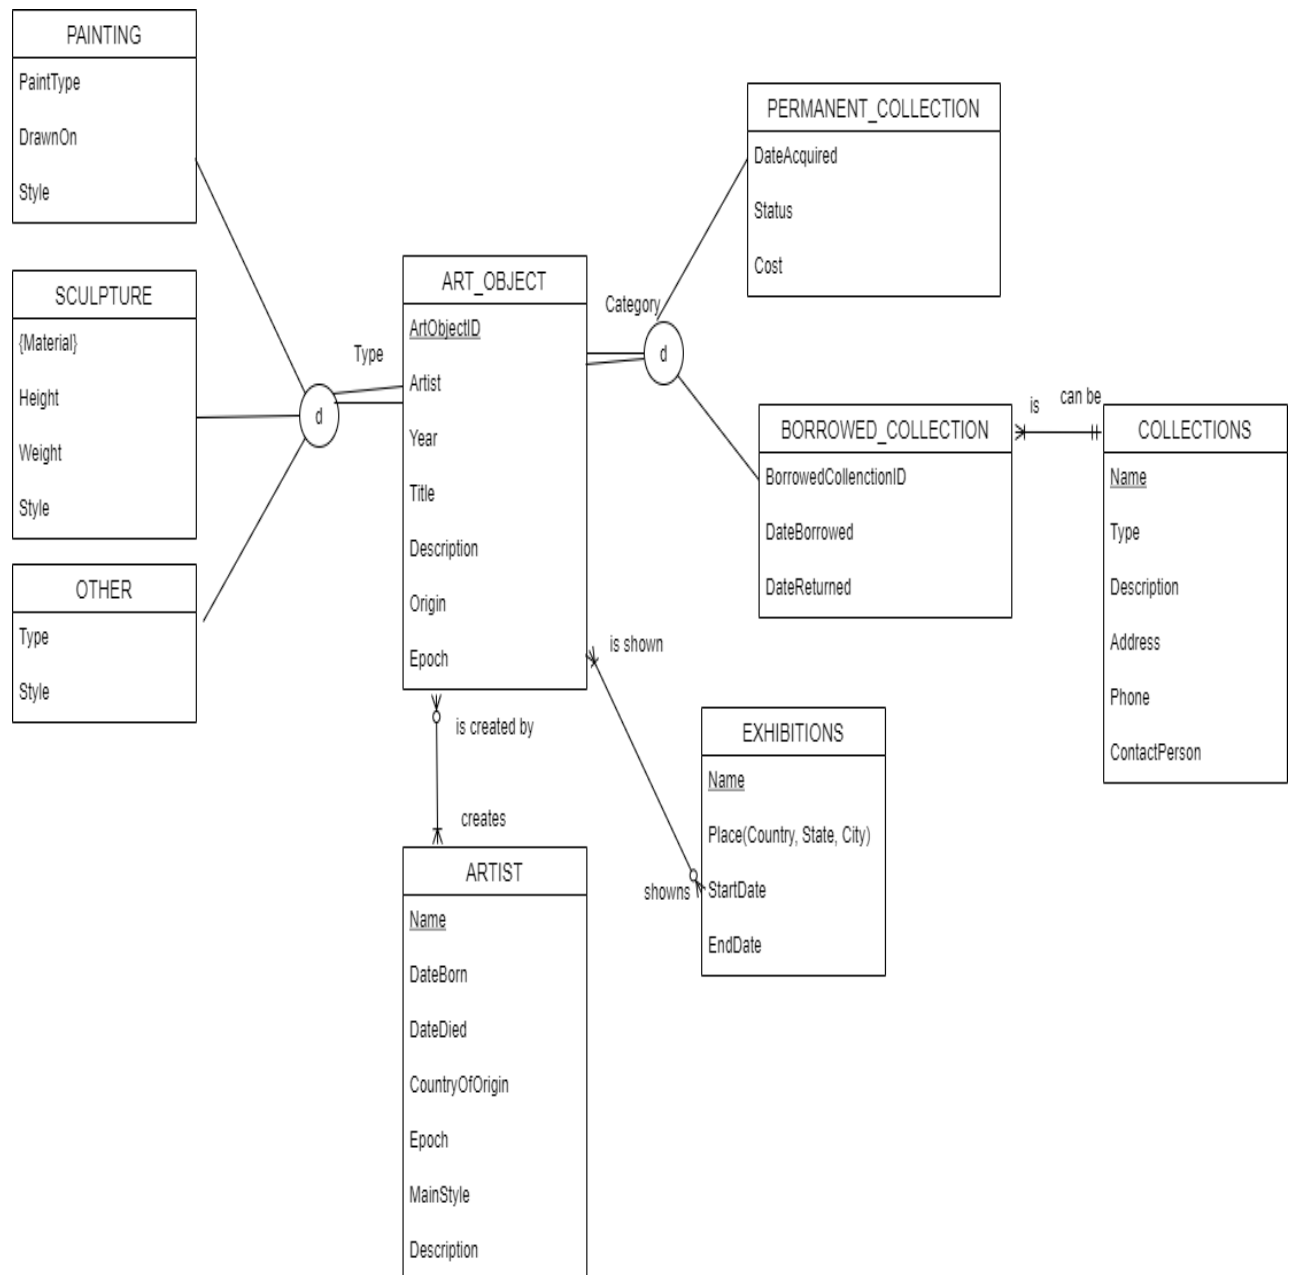 PAINTING
PaintType
DrawnOn
Style
SCULPTURE
{Material}
Height
Weight
Style
OTHER
Type
Style
Type
d
ART_OBJECT
ArtObjectID
Artist
Year
Title
Description
Origin
Epoch
Category
d
PERMANENT_COLLECTION
DateAcquired
Status
Cost
BORROWED_COLLECTION
BorrowedCollenctionID
DateBorrowed
DateReturned
is
can be
COLLECTIONS
Name
Type
Description
Address
Phone
ContactPerson
is shown
showns
EXHIBITIONS
Name
Place(Country, State, City)
StartDate
EndDate
is created by
creates
ARTIST
Name
DateBorn
DateDied
CountryOfOrigin
Epoch
MainStyle
Description